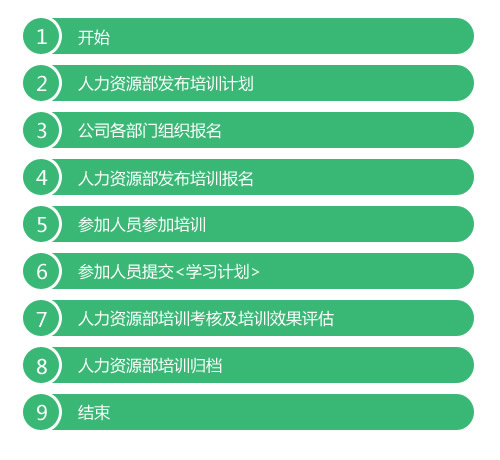 1 开始
2 人力资源部发布培训计划
3 公司各部门组织报名
4 人力资源部发布培训报名
5 参加人员参加培训
6 参加人员提交<学习计划>
7 人力资源部培训考核及培训效果评估
8 人力资源部培训归档
9 结束